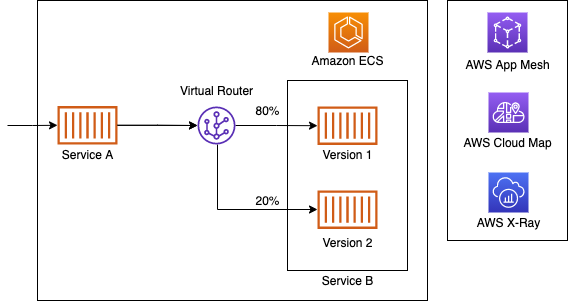 Amazon ECS
Virtual Router
80%
Service A
Version 1
20%
Version 2
Service B
AWS App Mesh
AWS Cloud Map
AWS X-Ray